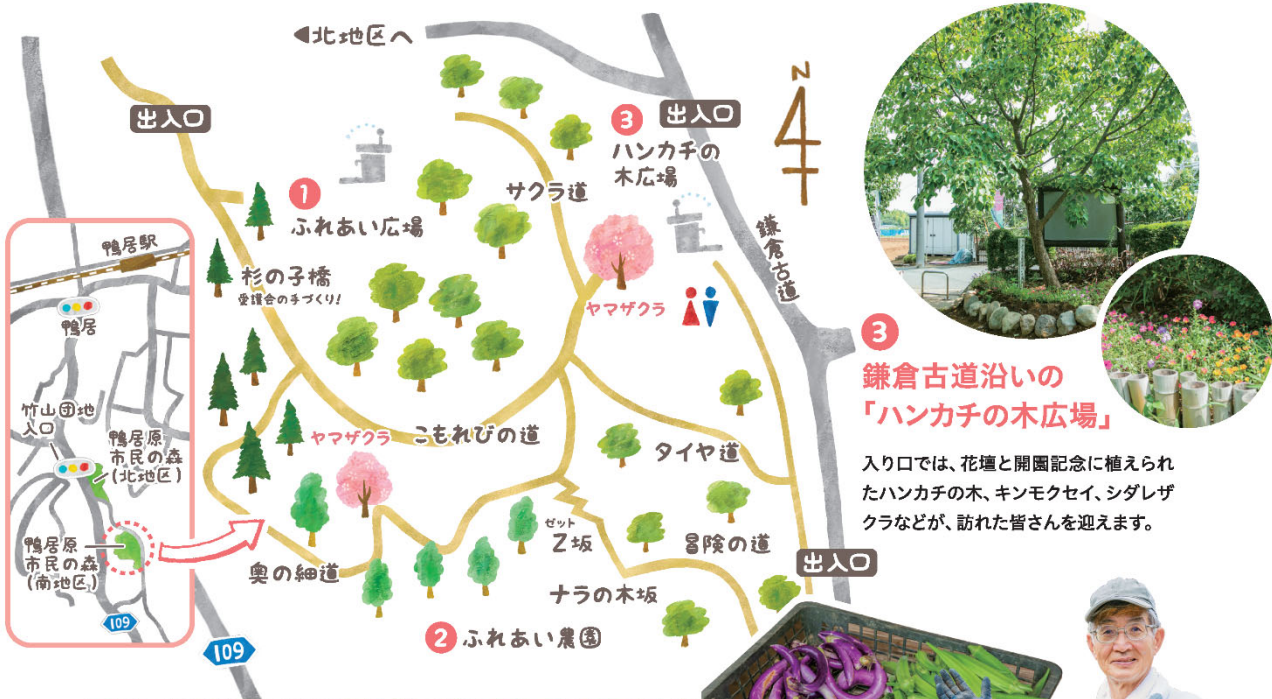 ◀北地区へ
出入口
1
ふれあい広場
杉の子橋
愛護会の手づくり!
サクラ道
3
出入口
ハンカチの
木広場
N
鎌倉古道
ヤマザクラ
ヤマザクラ
こもれびの道
タイヤ道
ゼット
Z坂
冒険の道
奥の細道
ナラの木坂
出入口
2
ふれあい農園
109
鴨居駅
鴨居
竹山団地
入口
鴨居原
市民の森
(北地区)
鴨居原
市民の森
(南地区)
109
3
鎌倉古道沿いの
「ハンカチの木広場」
入り口では、花壇と開園記念に植えられ
たハンカチの木、キンモクセイ、シダレザ
クラなどが、訪れた皆さんを迎えます。